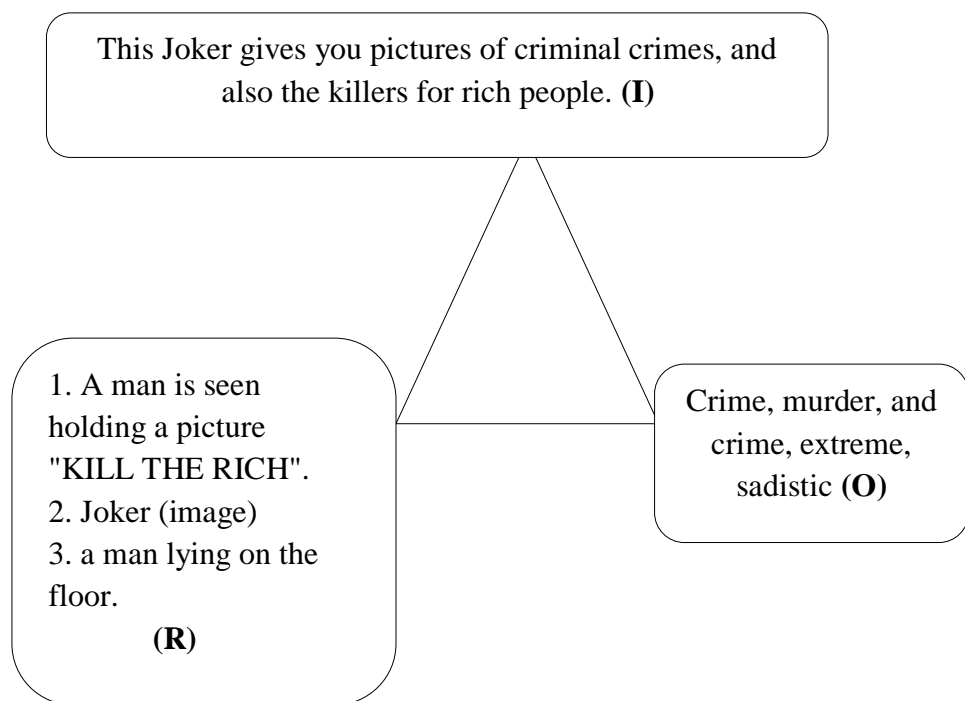 This Joker gives you pictures of criminal crimes, and
also the killers for rich people. (I)
1. A man is seen
holding a picture
"KILL THE RICH".
2. Joker (image)
3. a man lying on the
floor.
(R)
Crime, murder, and
crime, extreme,
sadistic (O)